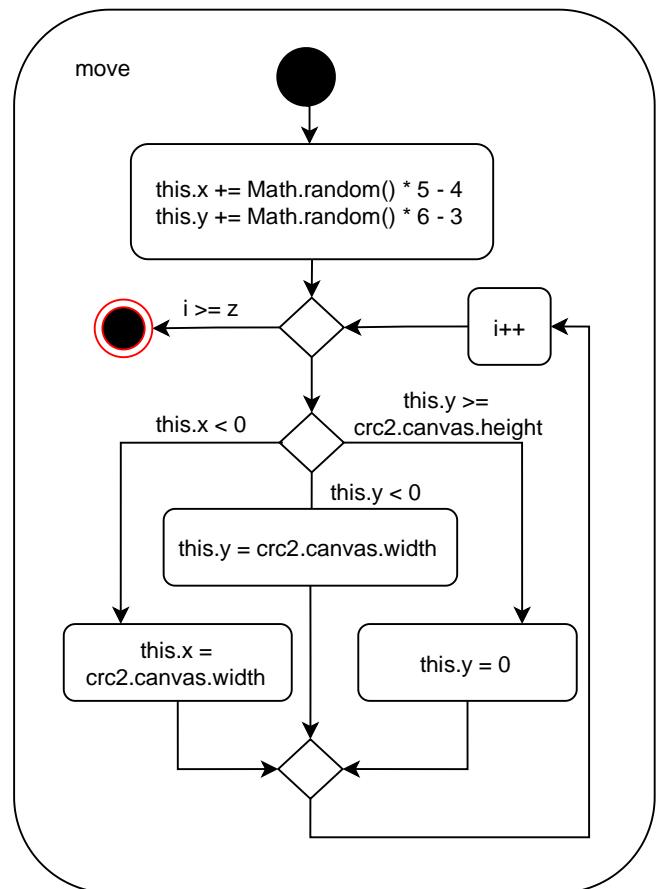 move
this.x += Math.random() * 5 - 4
this.y += Math.random() * 6 - 3
i >= z
i++
this.x < 0
this.y >=
crc2.canvas.height
this.y < 0
this.y = crc2.canvas.width
this.x =
crc2.canvas.width
this.y = 0